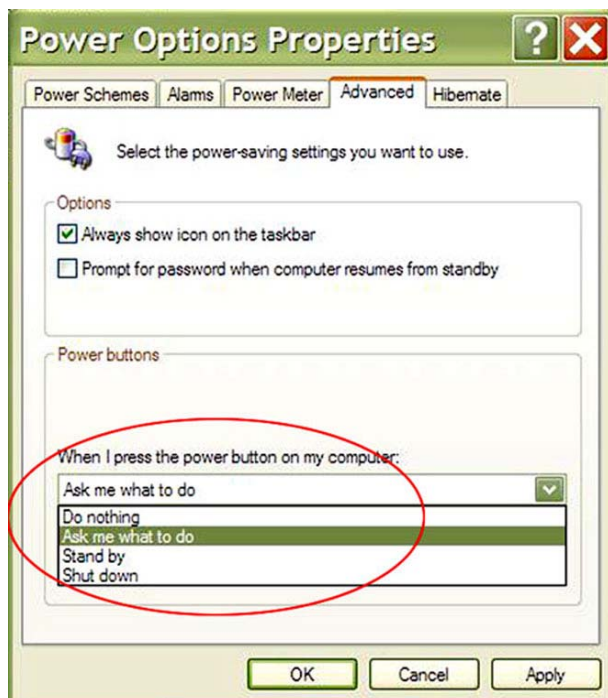 Power Options Properties
Power Schemes Alarms Power Meter Advanced Hibernate
Select the power-saving settings you want to use.
Options
Always show icon on the taskbar
Prompt for password when computer resumes from standby
Power buttons
When I press the power button on my computer:
Ask me what to do
Do nothing
Ask me what to do
Stand by
Shut down
OK Cancel Apply